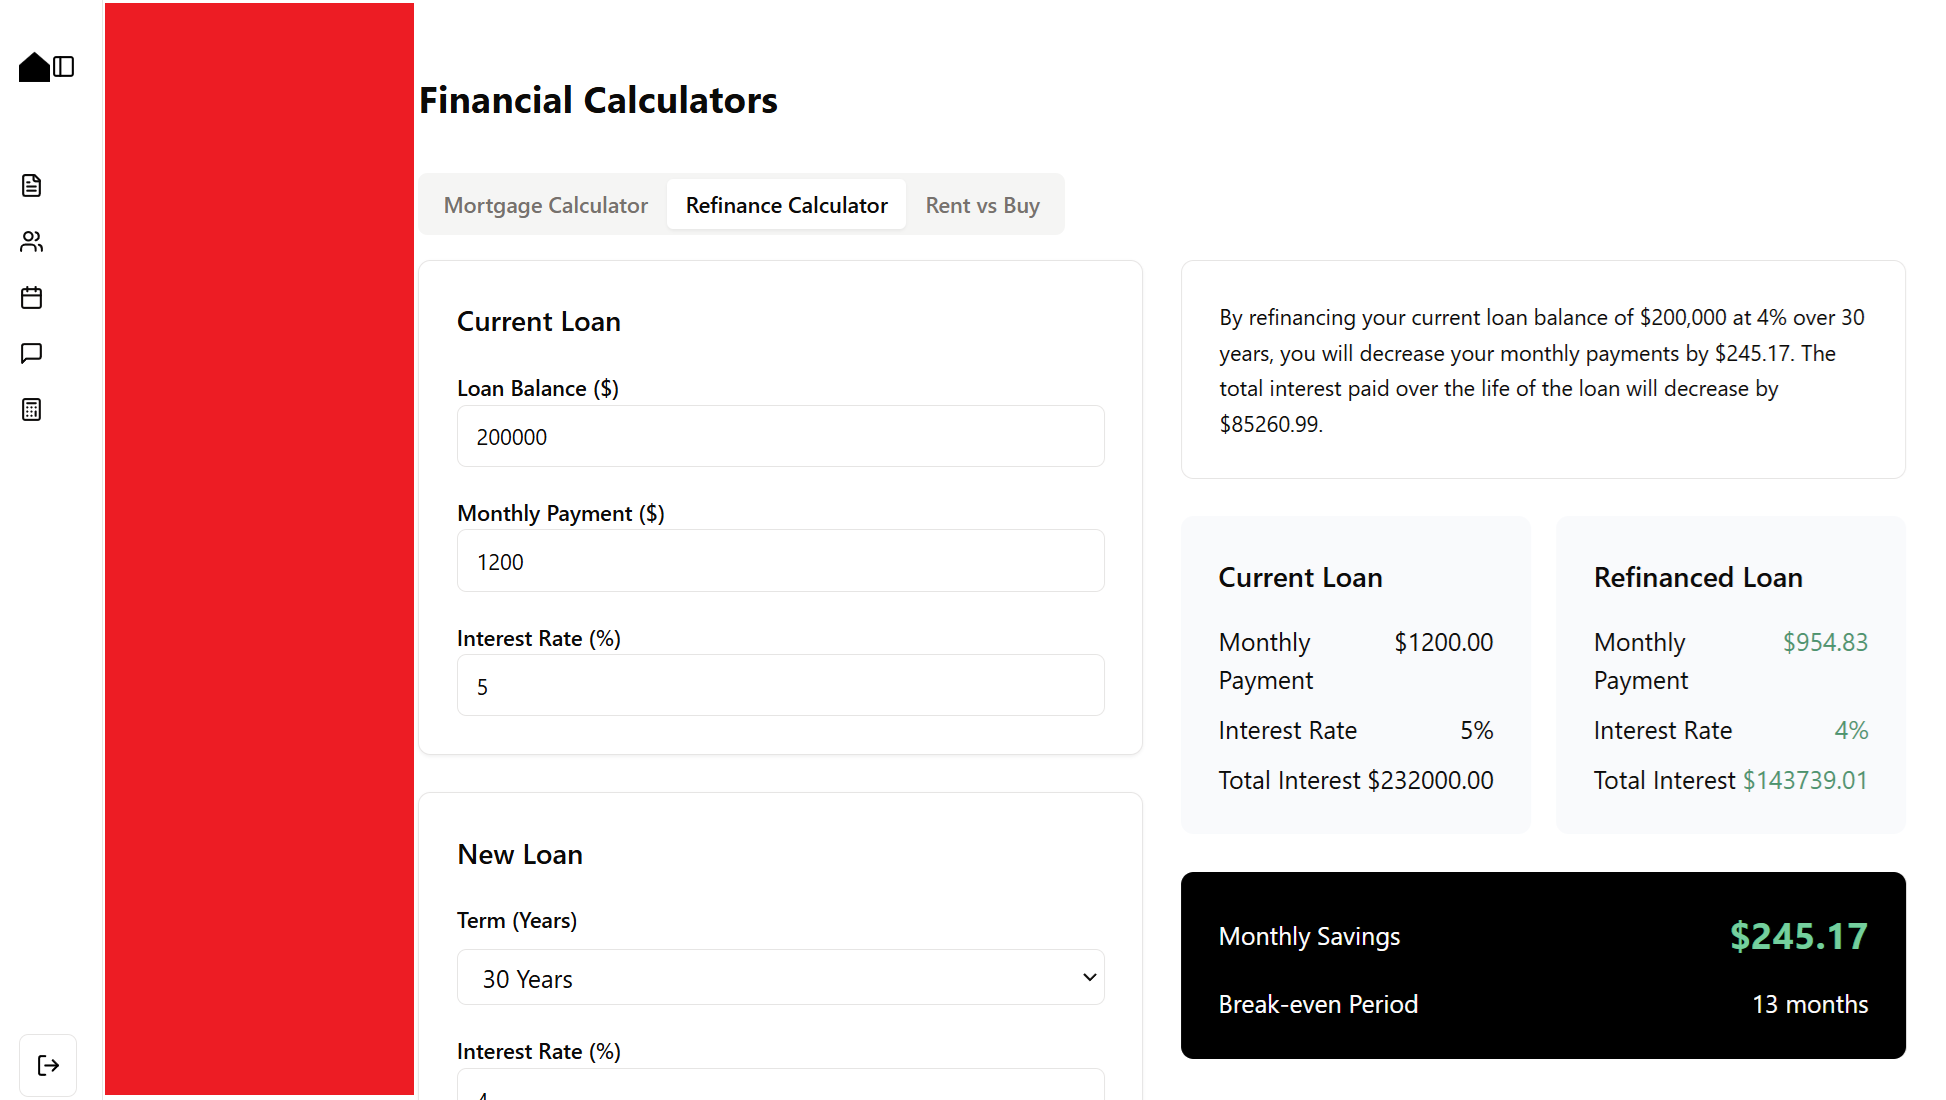 Financial Calculators
Mortgage Calculator
Refinance Calculator
Rent vs Buy
Current Loan
Loan Balance ($)
200000
Monthly Payment ($)
1200
Interest Rate (%)
5
New Loan
Term (Years)
30 Years
Interest Rate (%)
4
By refinancing your current loan balance of $200,000 at 4% over 30
years, you will decrease your monthly payments by $245.17. The
total interest paid over the life of the loan will decrease by
$85260.99.
Current Loan
Monthly Payment $1200.00
Interest Rate 5%
Total Interest $232000.00
Refinanced Loan
Monthly Payment $954.83
Interest Rate 4%
Total Interest $143739.01
Monthly Savings $245.17
Break-even Period 13 months